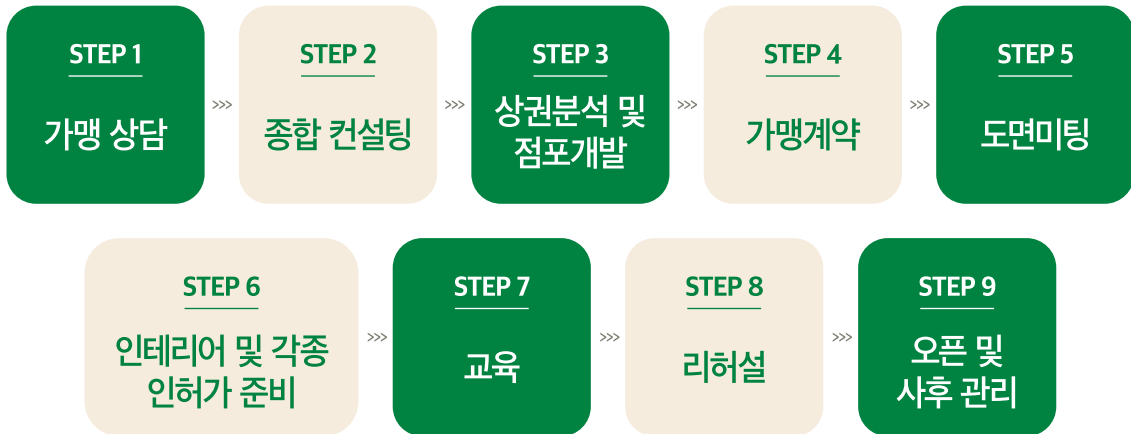 STEP 1
가맹 상담
>>>
STEP 2
종합 컨설팅
>>>
STEP 3
상권분석 및
점포개발
>>>
STEP 4
가맹계약
>>>
STEP 5
도면미팅
STEP 6
인테리어 및 각종
인허가 준비
>>>
STEP 7
교육
>>>
STEP 8
리허설
>>>
STEP 9
오픈 및
사후 관리